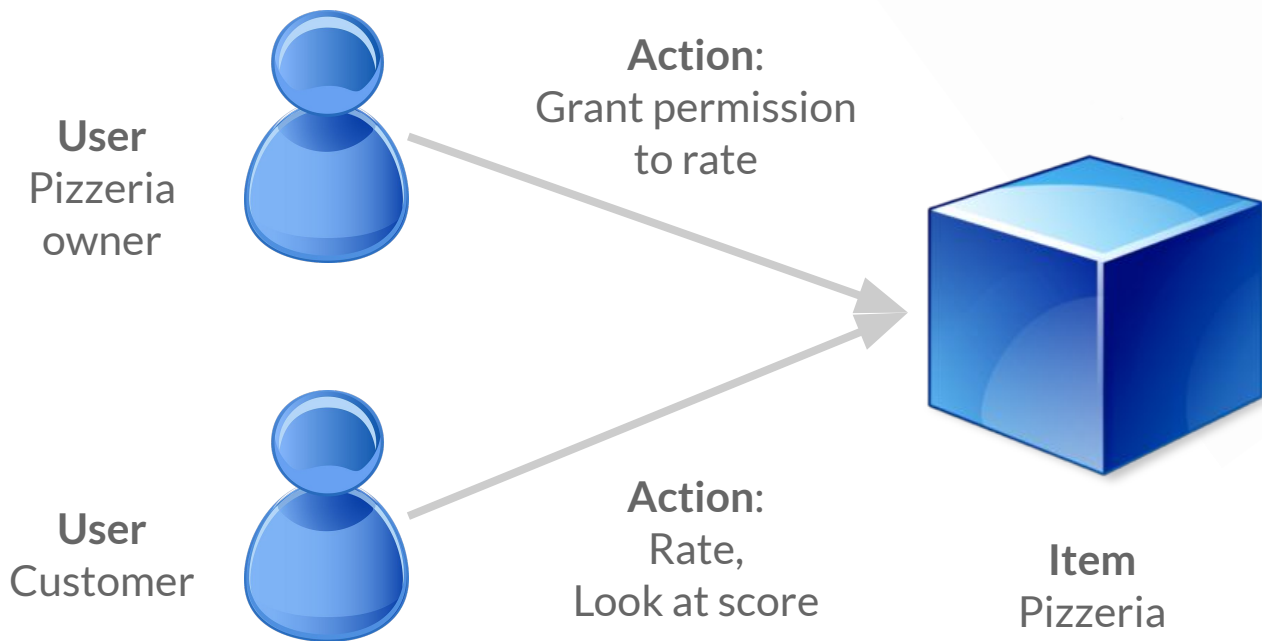 User
Pizzeria
owner
Action:
Grant permission
to rate
User
Customer
Action:
Rate,
Look at score
Item
Pizzeria